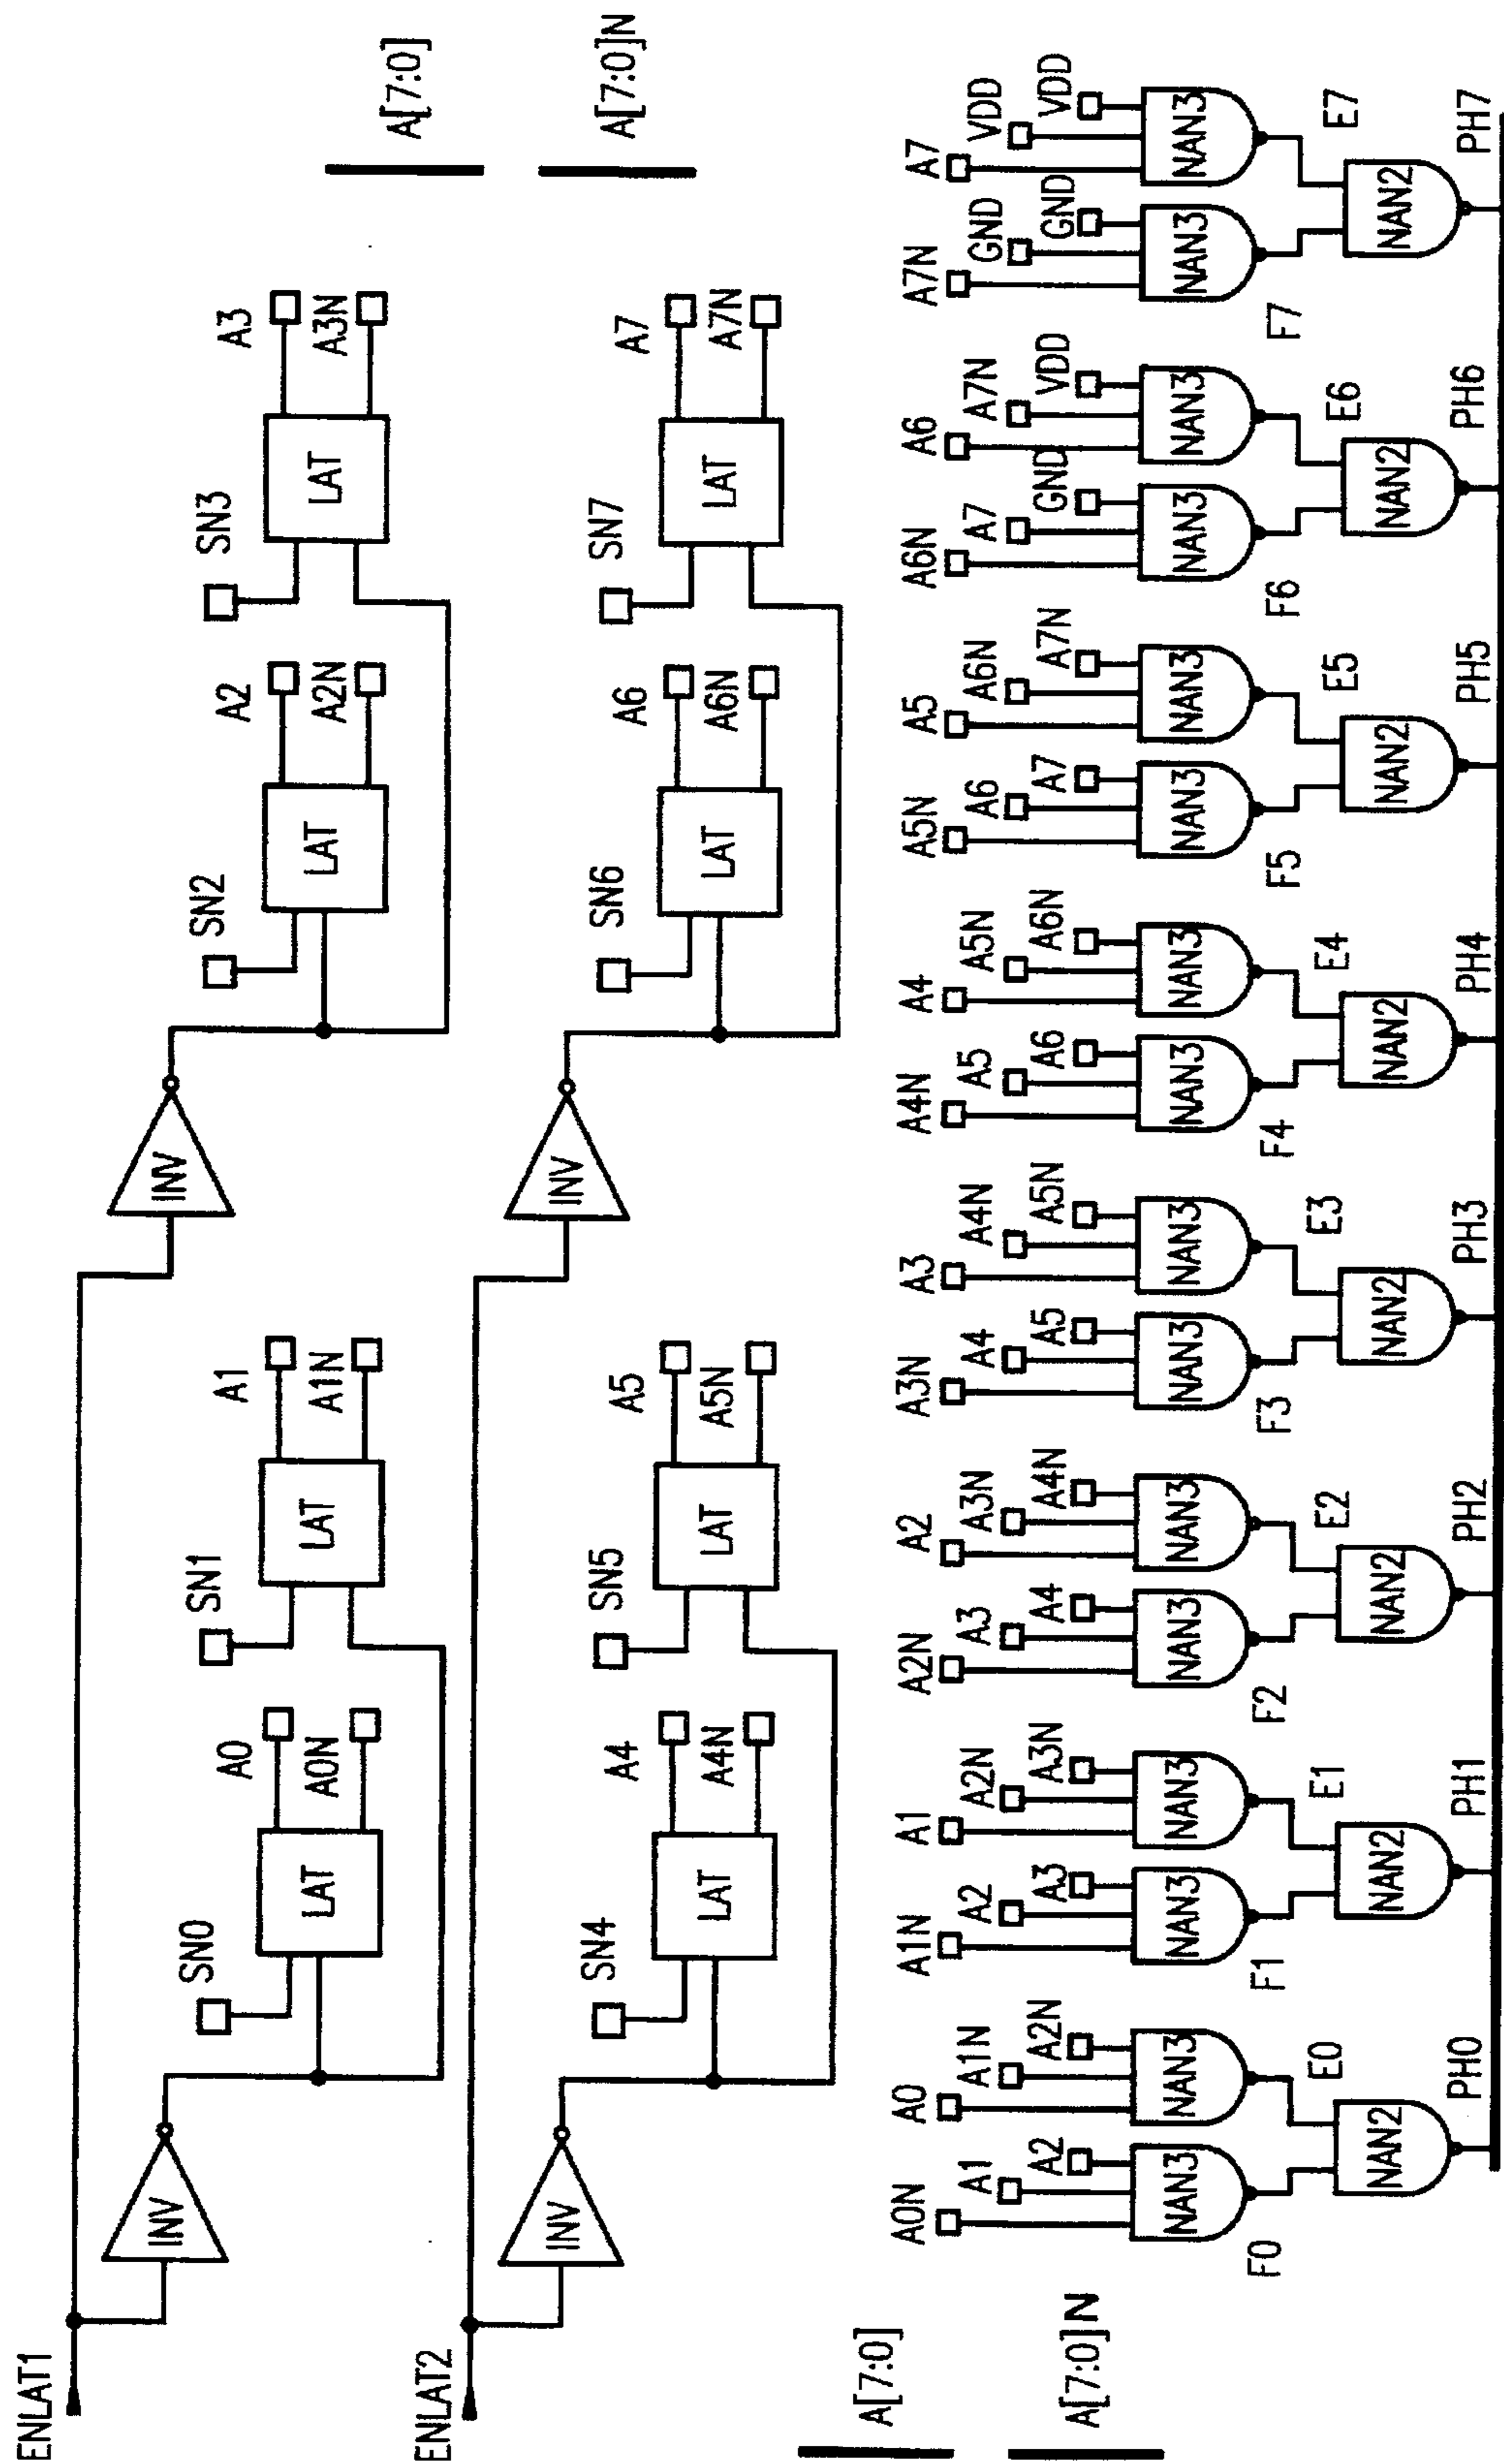 ENLAT1
INV INV
SN0 SN1 SN2 SN3
A0 A1 A2 A3
LAT LAT LAT LAT
A0N A1N A2N A3N
A[7:0]
ENLAT2
INV INV
SN4 SN5 SN6 SN7
A4 A5 A6 A7
A[7:0]N
LAT LAT LAT LAT
A4N A5N A6N A7N
A[7:0]
A0N A0 A1N A1 A2N A2 A3N A3 A4N A4 A5N A5 A6N A6 A7N A7
A1 A1N A2 A2N A3 A3N A4 A4N A5 A5N A6 A6N A7 A7N GND VDD
A2 A2N A3 A3N A4 A4N A5 A5N A6 A6N A7 A7N GND VDD GND VDD
A[7:0]N
NAN3 NAN3 NAN3 NAN3 NAN3 NAN3 NAN3 NAN3 NAN3 NAN3 NAN3 NAN3 NAN3 NAN3 NAN3 NAN3
F0 E0 F1 E1 F2 E2 F3 E3 F4 E4 F5 E5 F6 E6 F7 E7
NAN2 NAN2 NAN2 NAN2 NAN2 NAN2 NAN2 NAN2
PH0 PH1 PH2 PH3 PH4 PH5 PH6 PH7